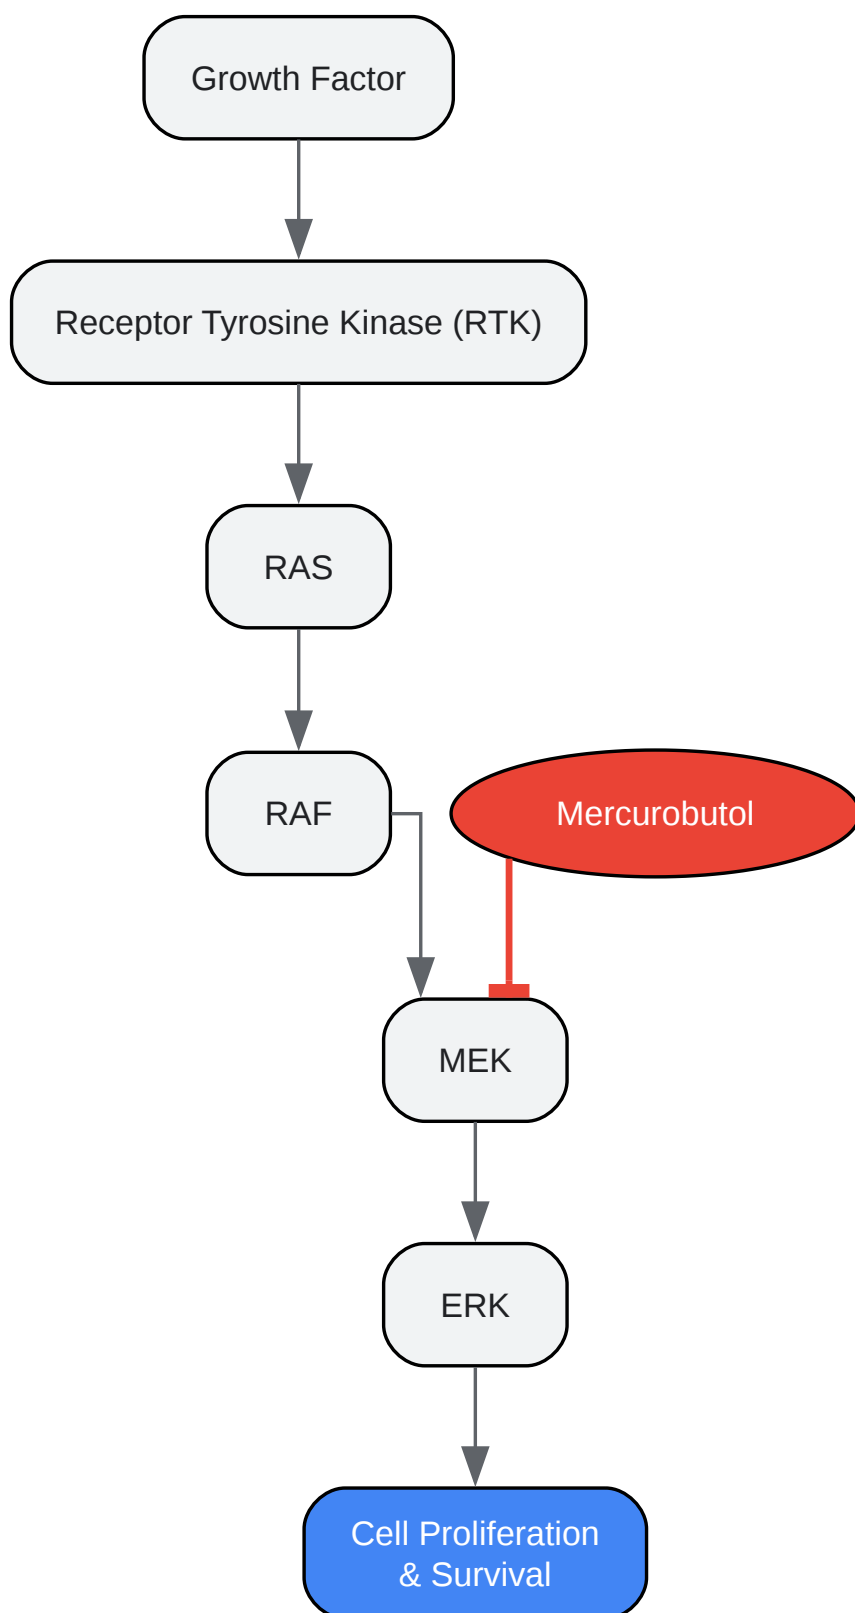 Growth Factor
Receptor Tyrosine Kinase (RTK)
RAS
RAF
Mercurobutol
MEK
ERK
Cell Proliferation
& Survival